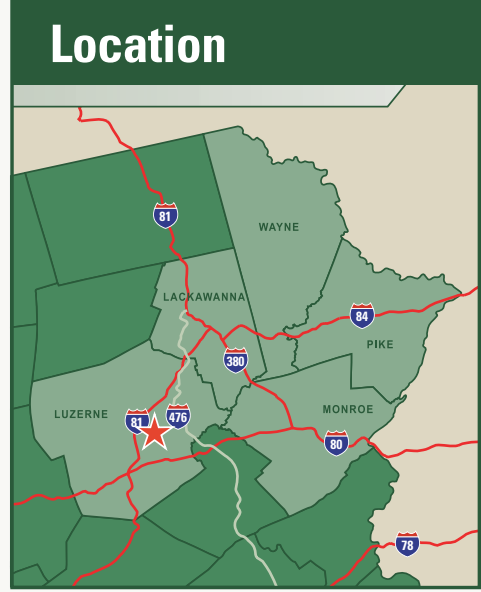 Location
81
WAYNE
LACKAWANNA
84
PIKE
380
MONROE
LUZERNE
81
476
80
78